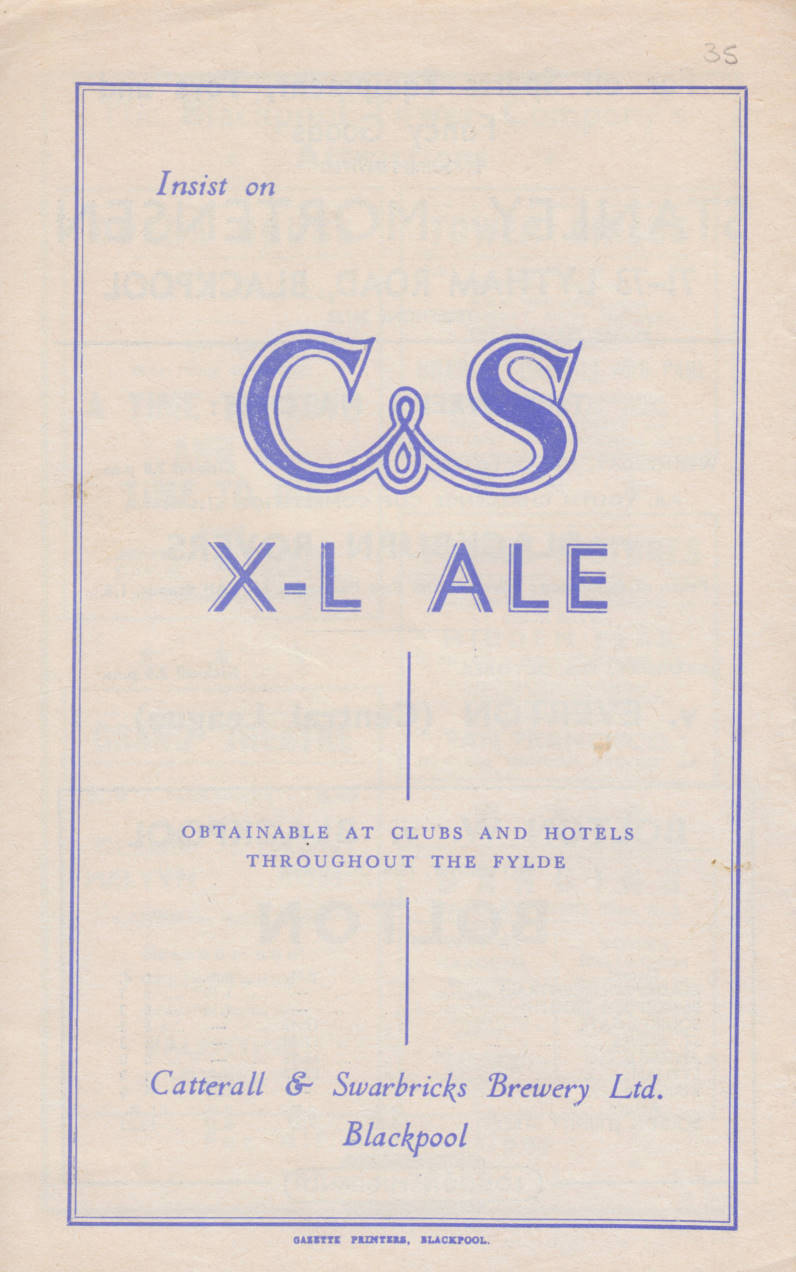 35
Insist on
C&S
X-L ALE
OBTAINABLE AT CLUBS AND HOTELS
THROUGHOUT THE FYLDE
Catterall & Swarbricks Brewery Ltd.
Blackpool
GAZETTE PRINTERS, BLACKPOOL.